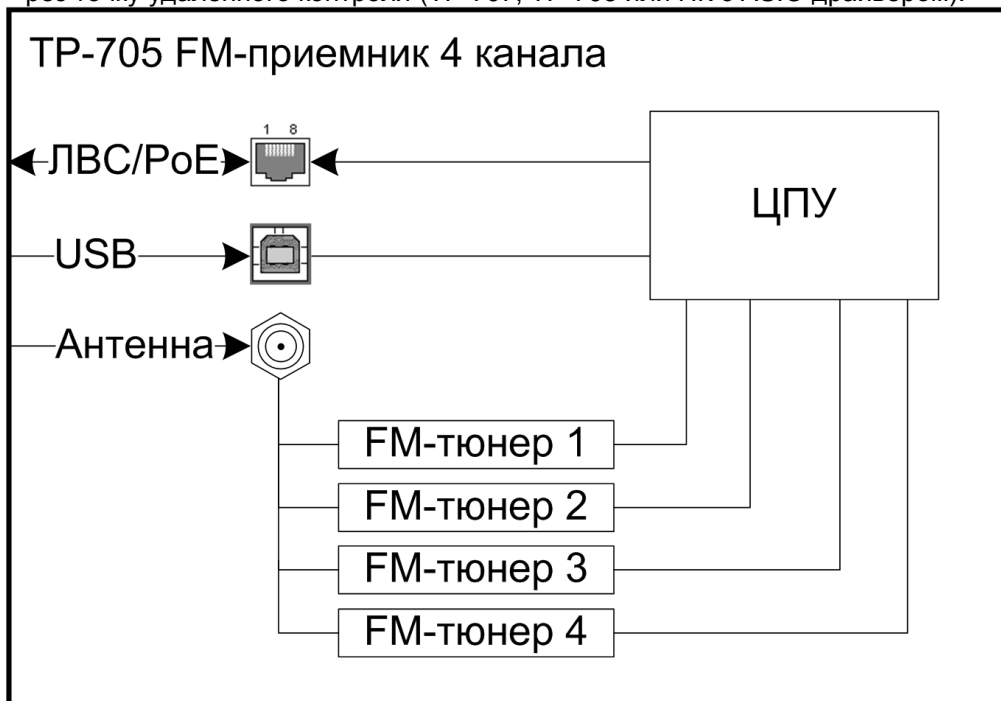 TP-705 FM-приемник 4 канала
1 8
ЛВС/PoE
ЦПУ
USB
Антенна
FM-тюнер 1
FM-тюнер 2
FM-тюнер 3
FM-тюнер 4